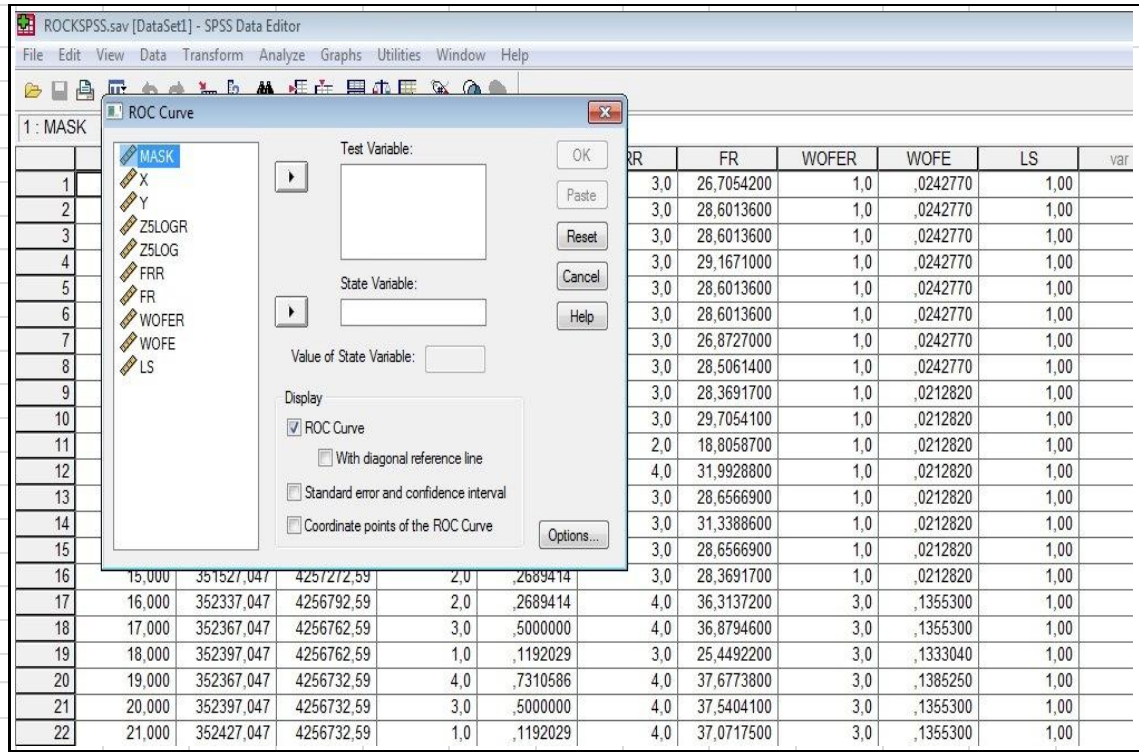 ROCKSPSS.sav [DataSet1] - SPSS Data Editor
File Edit View Data Transform Analyze Graphs Utilities Window Help
1 : MASK
ROC Curve
MASK
X
Y
Z5LOGR
Z5LOG
FRR
FR
WOFER
WOFE
LS
Test Variable:
State Variable:
Value of State Variable:
Display
ROC Curve
With diagonal reference line
Standard error and confidence interval
Coordinate points of the ROC Curve
OK
Paste
Reset
Cancel
Help
Options...
RR FR WOFER WOFE LS var
1 3,0 26,7054200 1,0 ,0242770 1,00
2 3,0 28,6013600 1,0 ,0242770 1,00
3 3,0 28,6013600 1,0 ,0242770 1,00
4 3,0 29,1671000 1,0 ,0242770 1,00
5 3,0 28,6013600 1,0 ,0242770 1,00
6 3,0 28,6013600 1,0 ,0242770 1,00
7 3,0 26,8727000 1,0 ,0242770 1,00
8 3,0 28,5061400 1,0 ,0242770 1,00
9 3,0 28,3691700 1,0 ,0212820 1,00
10 3,0 29,7054100 1,0 ,0212820 1,00
11 2,0 18,8058700 1,0 ,0212820 1,00
12 4,0 31,9928800 1,0 ,0212820 1,00
13 3,0 28,6566900 1,0 ,0212820 1,00
14 3,0 31,3388600 1,0 ,0212820 1,00
15 3,0 28,6566900 1,0 ,0212820 1,00
16 15,000 351527,047 4257272,59 2,0 ,2689414 3,0 28,3691700 1,0 ,0212820 1,00
17 16,000 352337,047 4256792,59 2,0 ,2689414 4,0 36,3137200 3,0 ,1355300 1,00
18 17,000 352367,047 4256762,59 3,0 ,5000000 4,0 36,8794600 3,0 ,1355300 1,00
19 18,000 352397,047 4256762,59 1,0 ,1192029 3,0 25,4492200 3,0 ,1333040 1,00
20 19,000 352367,047 4256732,59 4,0 ,7310586 4,0 37,6773800 3,0 ,1385250 1,00
21 20,000 352397,047 4256732,59 3,0 ,5000000 4,0 37,5404100 3,0 ,1355300 1,00
22 21,000 352427,047 4256732,59 1,0 ,1192029 4,0 37,0717500 3,0 ,1355300 1,00